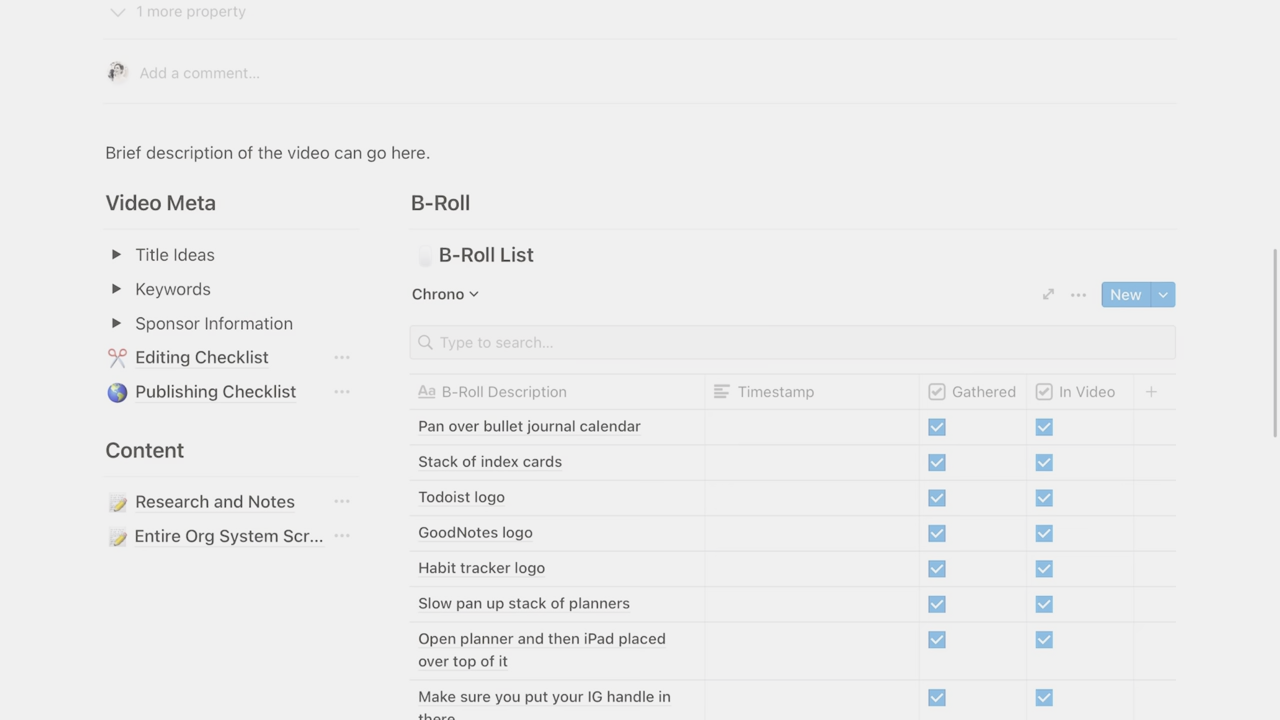 1 more property
Add a comment...
Brief description of the video can go here.
Video Meta
Title Ideas
Keywords
Sponsor Information
Editing Checklist
Publishing Checklist
Content
Research and Notes
Entire Org System Scr...
B-Roll
B-Roll List
Chrono
New
Type to search...
Aa B-Roll Description
Timestamp
Gathered
In Video
Pan over bullet journal calendar
Stack of index cards
Todoist logo
GoodNotes logo
Habit tracker logo
Slow pan up stack of planners
Open planner and then iPad placed
over top of it
Make sure you put your IG handle in
there